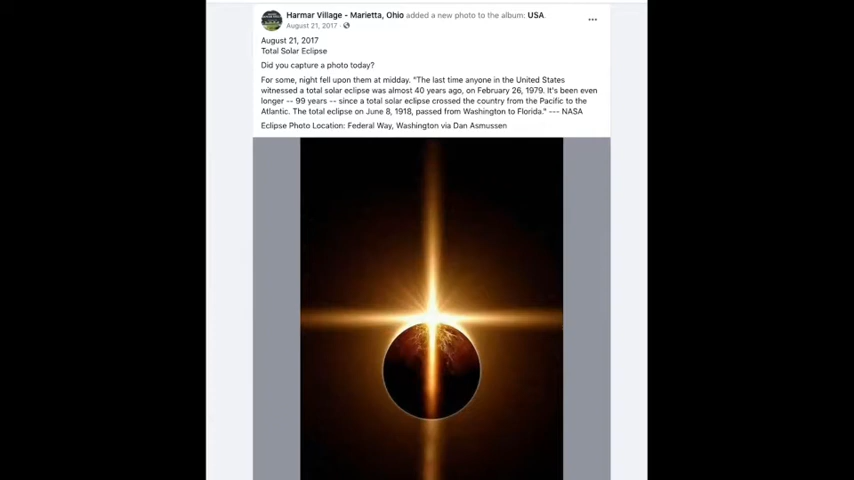 Harmar Village - Marietta, Ohio added a new photo to the album: USA.
August 21, 2017
August 21, 2017
Total Solar Eclipse
Did you capture a photo today?
For some, night fell upon them at midday. "The last time anyone in the United States
witnessed a total solar eclipse was almost 40 years ago, on February 26, 1979. It's been even
longer -- 99 years -- since a total solar eclipse crossed the country from the Pacific to the
Atlantic. The total eclipse on June 8, 1918, passed from Washington to Florida." --- NASA
Eclipse Photo Location: Federal Way, Washington via Dan Asmussen